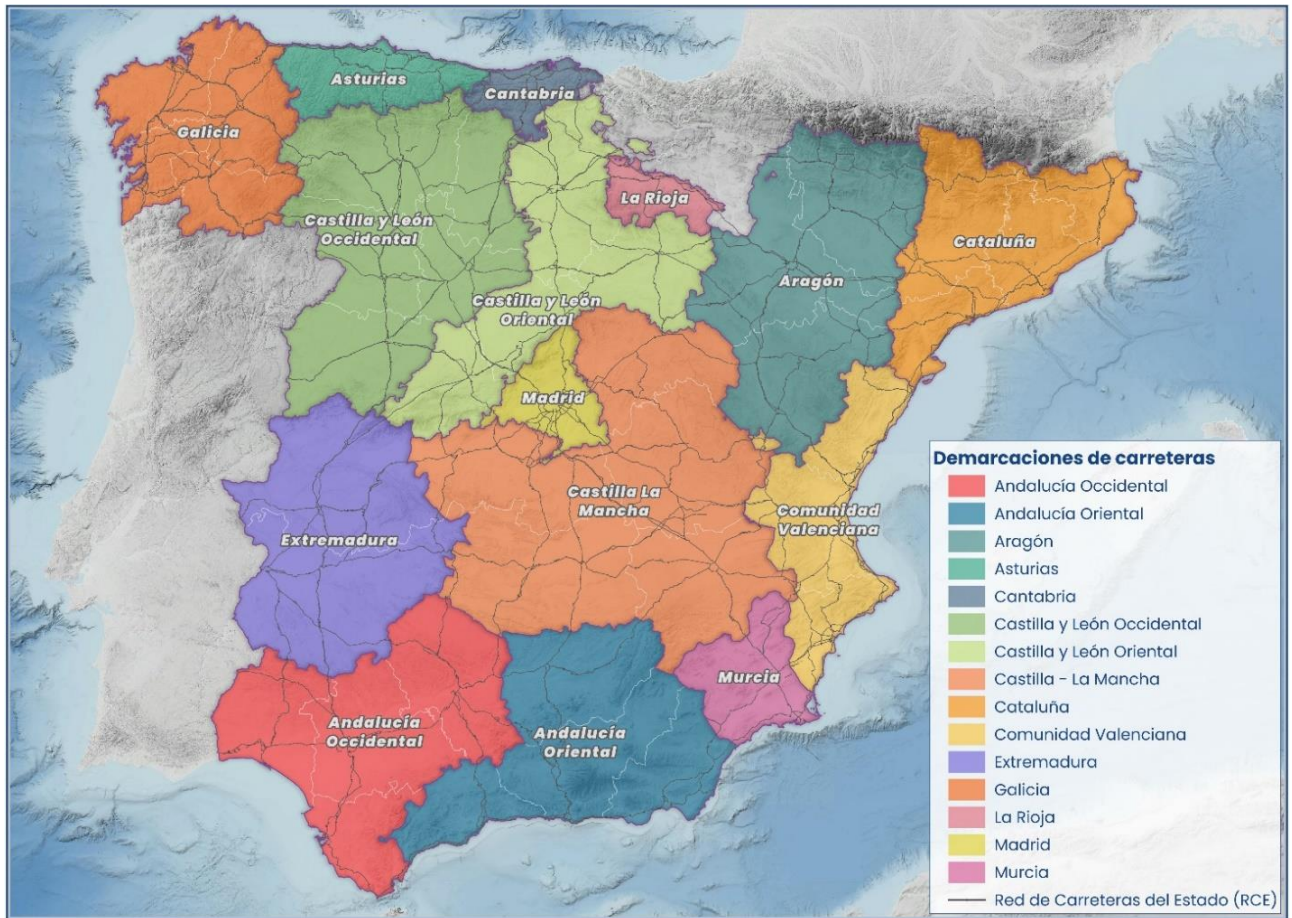 Asturias
Cantabria
Galicia
La Rioja
Castilla y León
Occidental
Cataluña
Aragón
Castilla y León
Oriental
Madrid
Castilla La
Mancha
Comunidad
Valenciana
Extremadura
Murcia
Andalucía
Occidental
Andalucía
Oriental
Demarcaciones de carreteras
Andalucía Occidental
Andalucía Oriental
Aragón
Asturias
Cantabria
Castilla y León Occidental
Castilla y León Oriental
Castilla - La Mancha
Cataluña
Comunidad Valenciana
Extremadura
Galicia
La Rioja
Madrid
Murcia
Red de Carreteras del Estado (RCE)